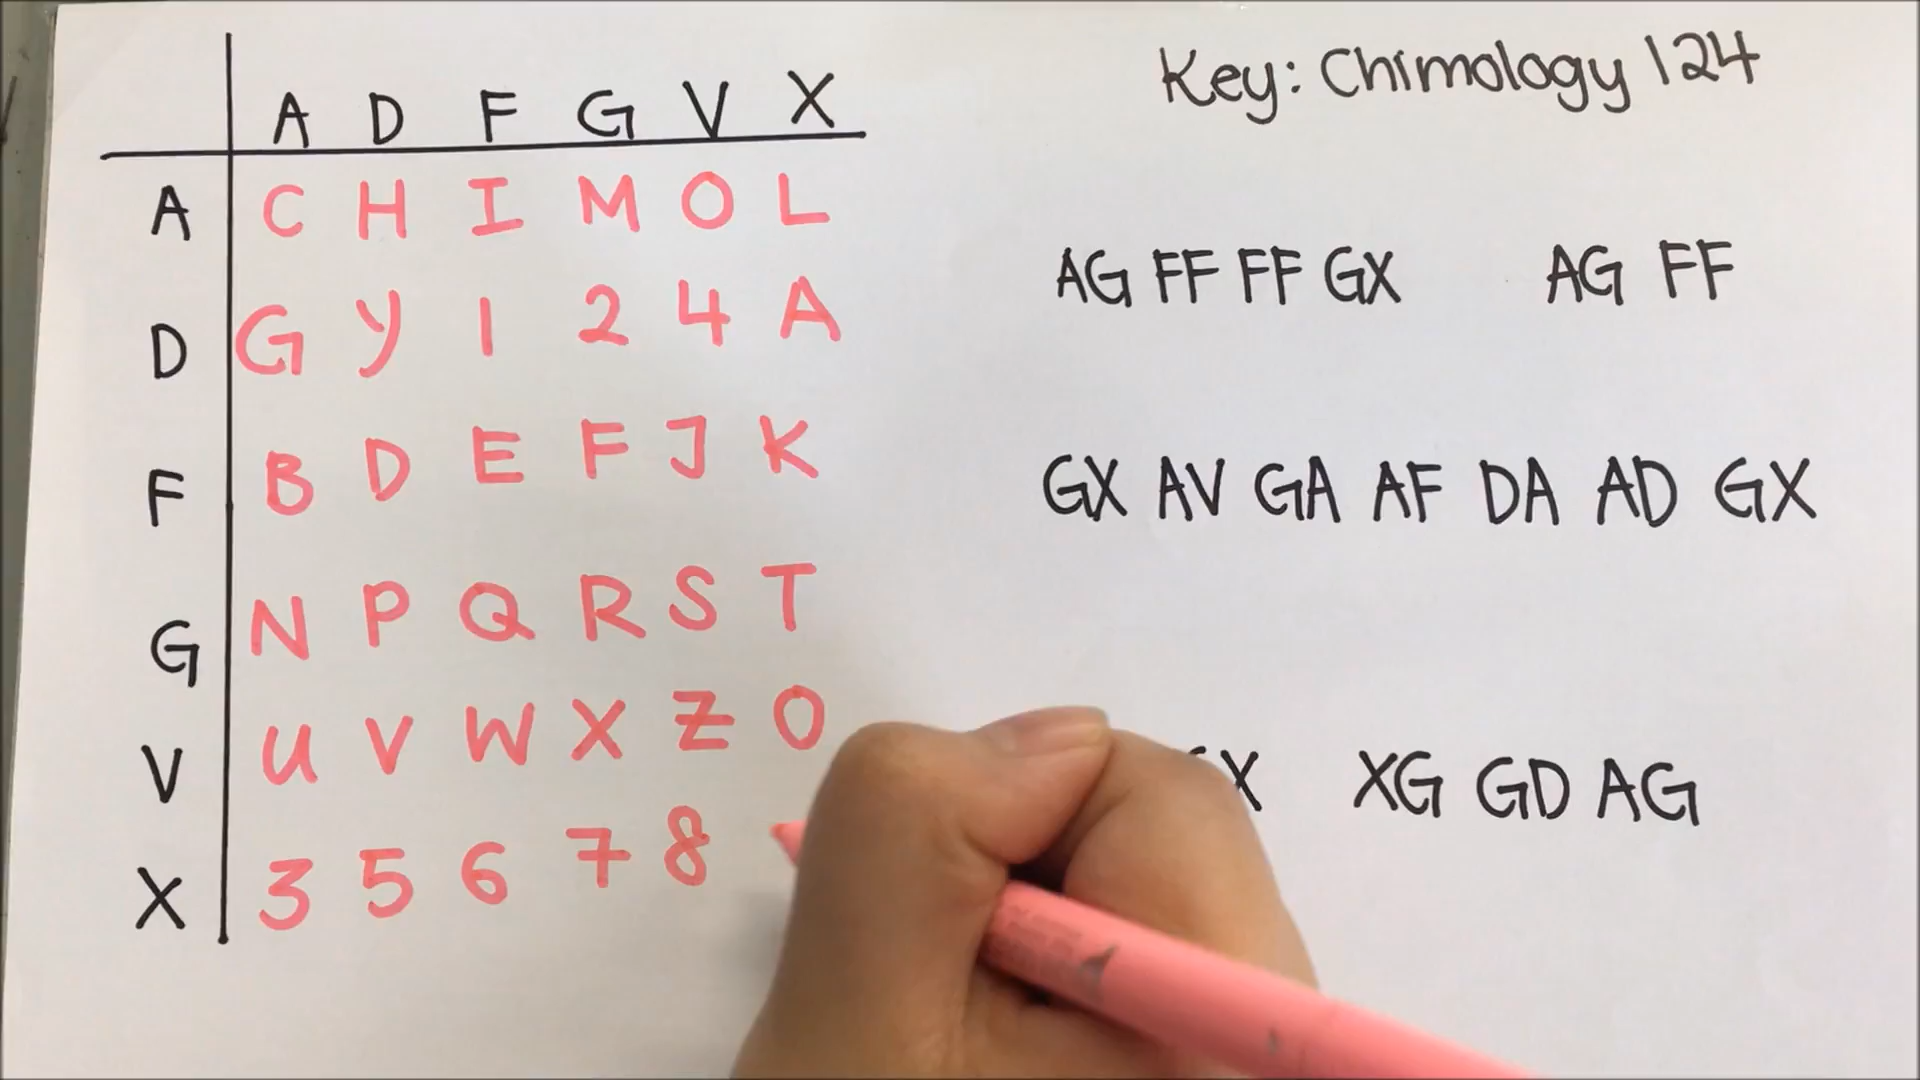 Key: Chimology 124
A D F G V X
A C H I M O L
D G Y 1 2 4 A
F B D E F J K
G N P Q R S T
V U V W X Z 0
X 3 5 6 7 8
AG FF FF GX AG FF
GX AV GA AF DA AD GX
XG GD AG